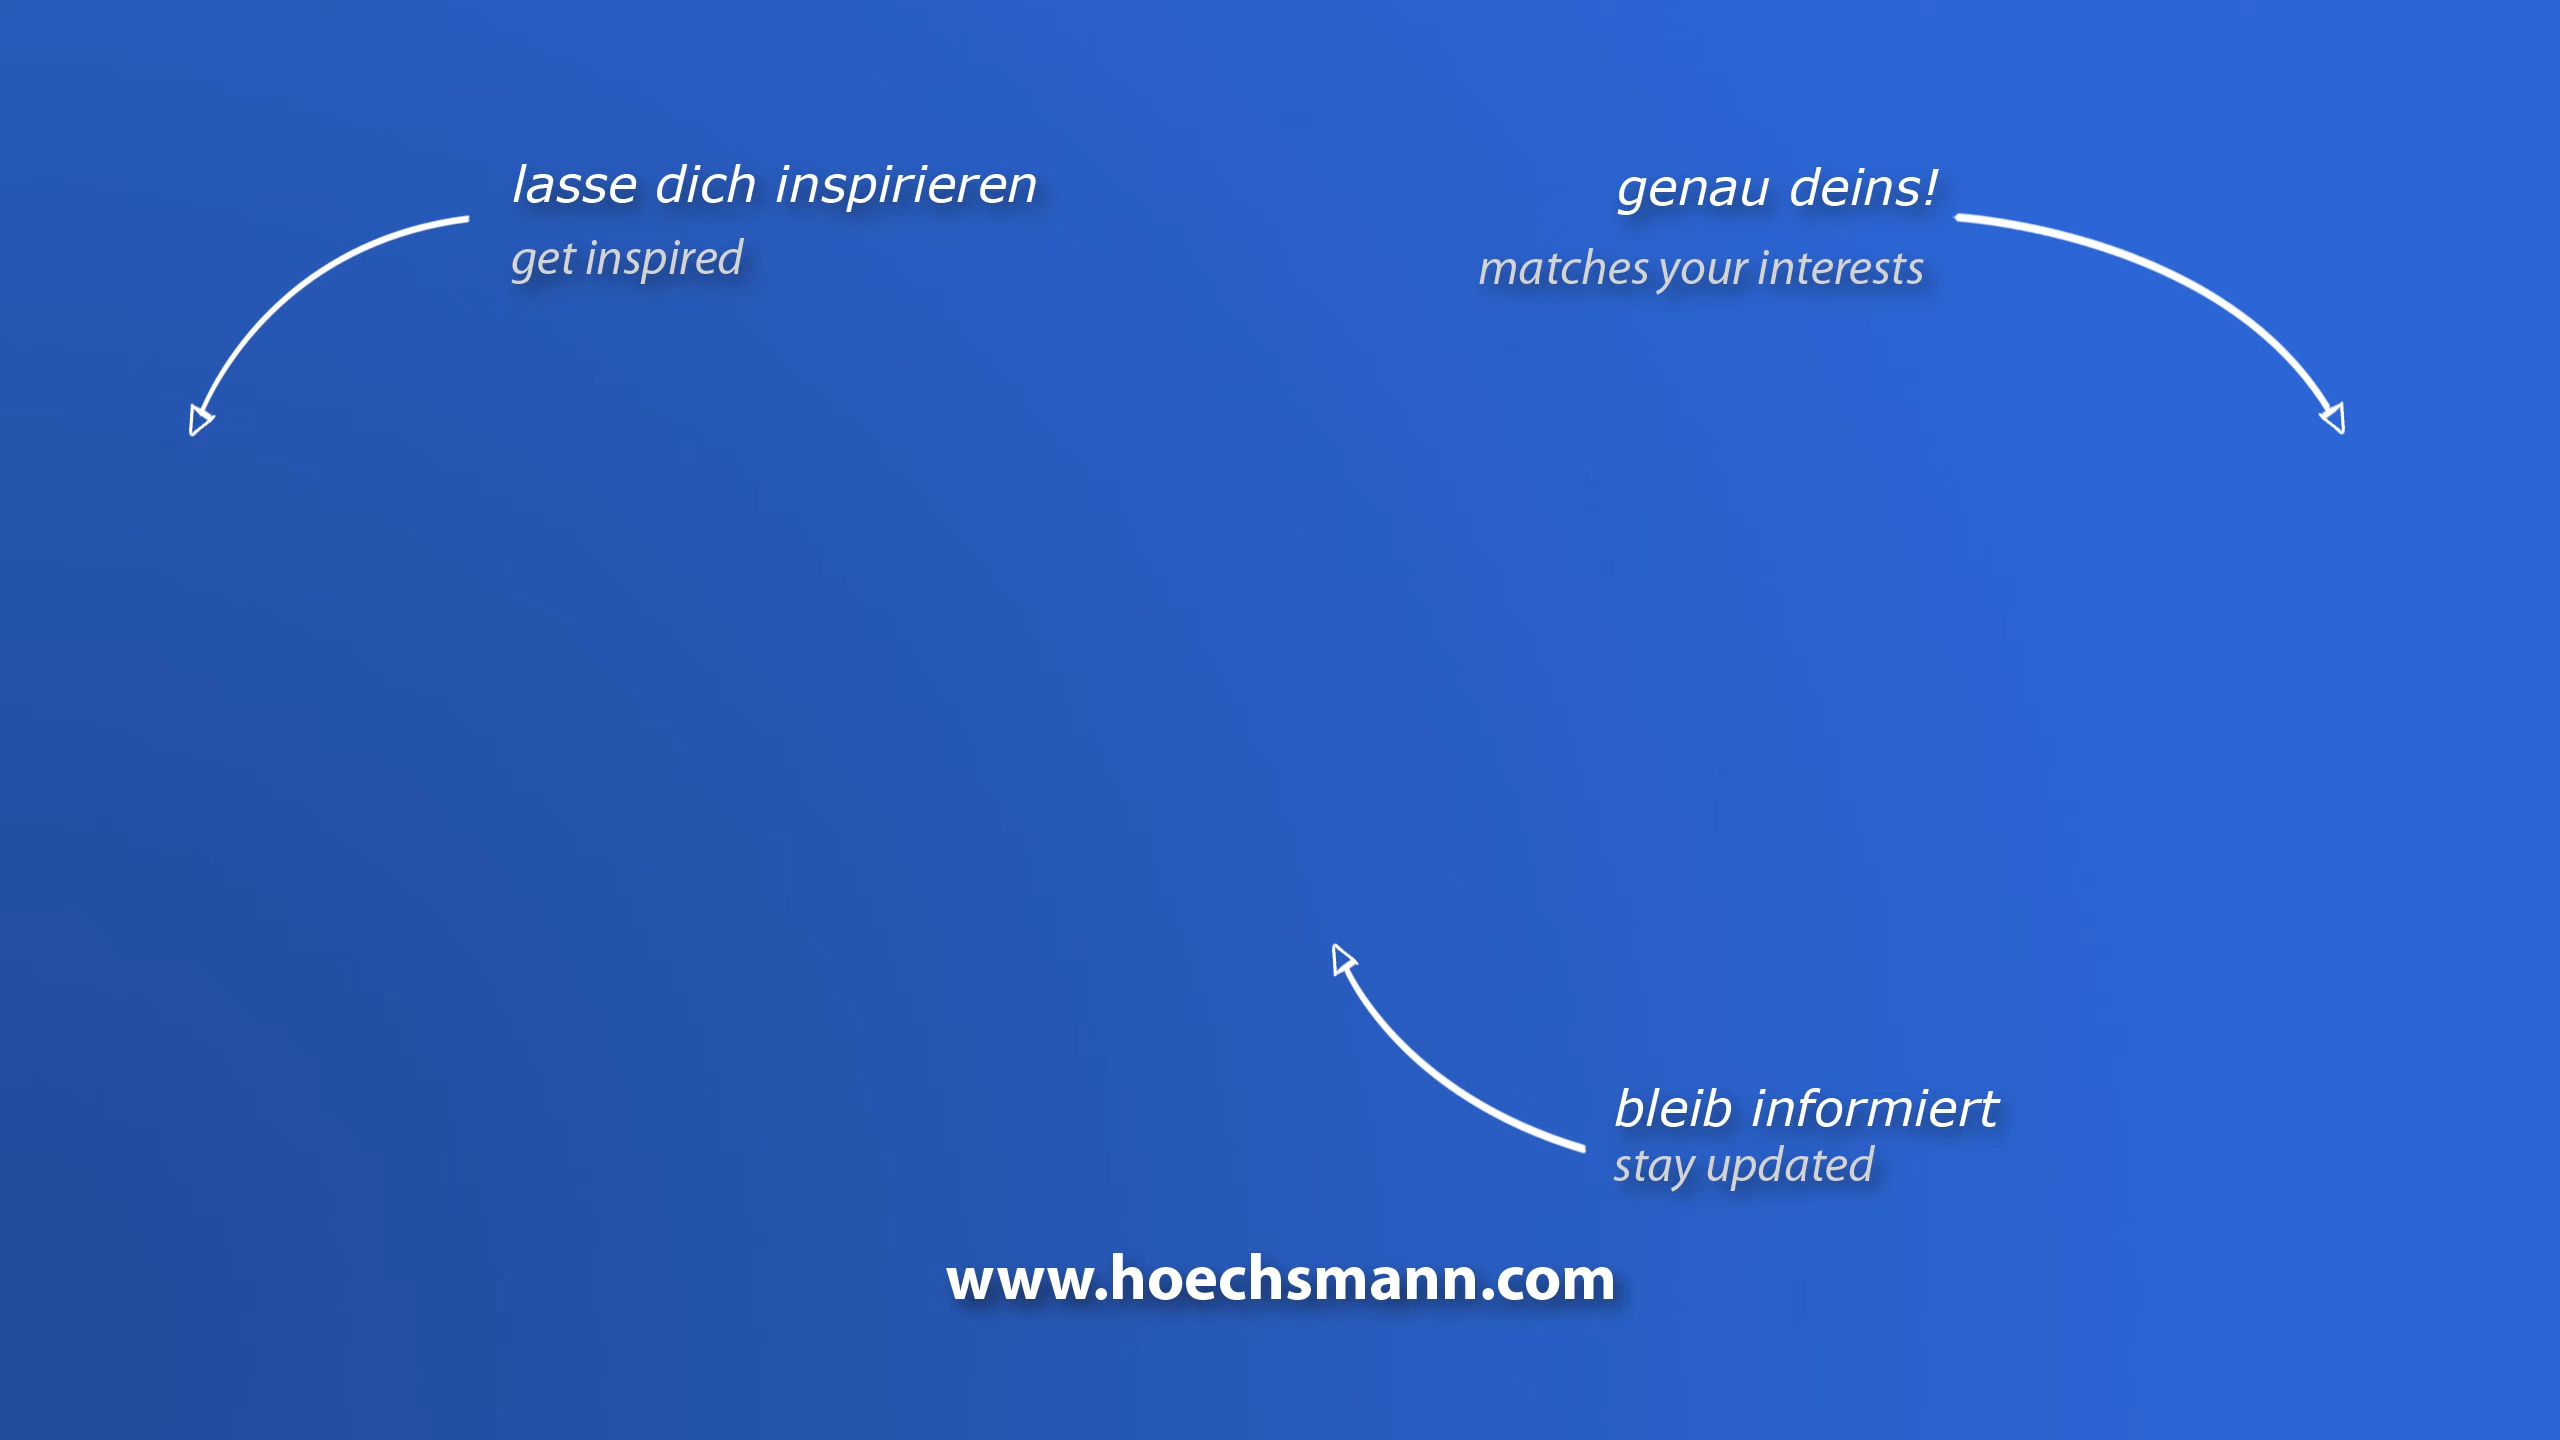 lasse dich inspirieren
get inspired
genau deins!
matches your interests
bleib informiert
stay updated
www.hoechsmann.com